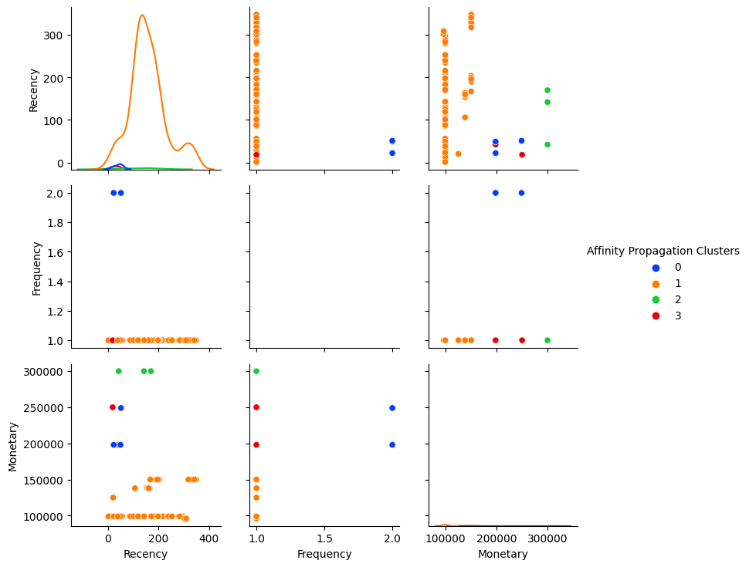 300
200
100
0
Recency
2.0
1.8
1.6
1.4
1.2
1.0
Frequency
Affinity Propagation Clusters
0
1
2
3
300000
250000
200000
150000
100000
Monetary
0 200 400
1.0 1.5 2.0
100000 200000 300000
Recency Frequency Monetary